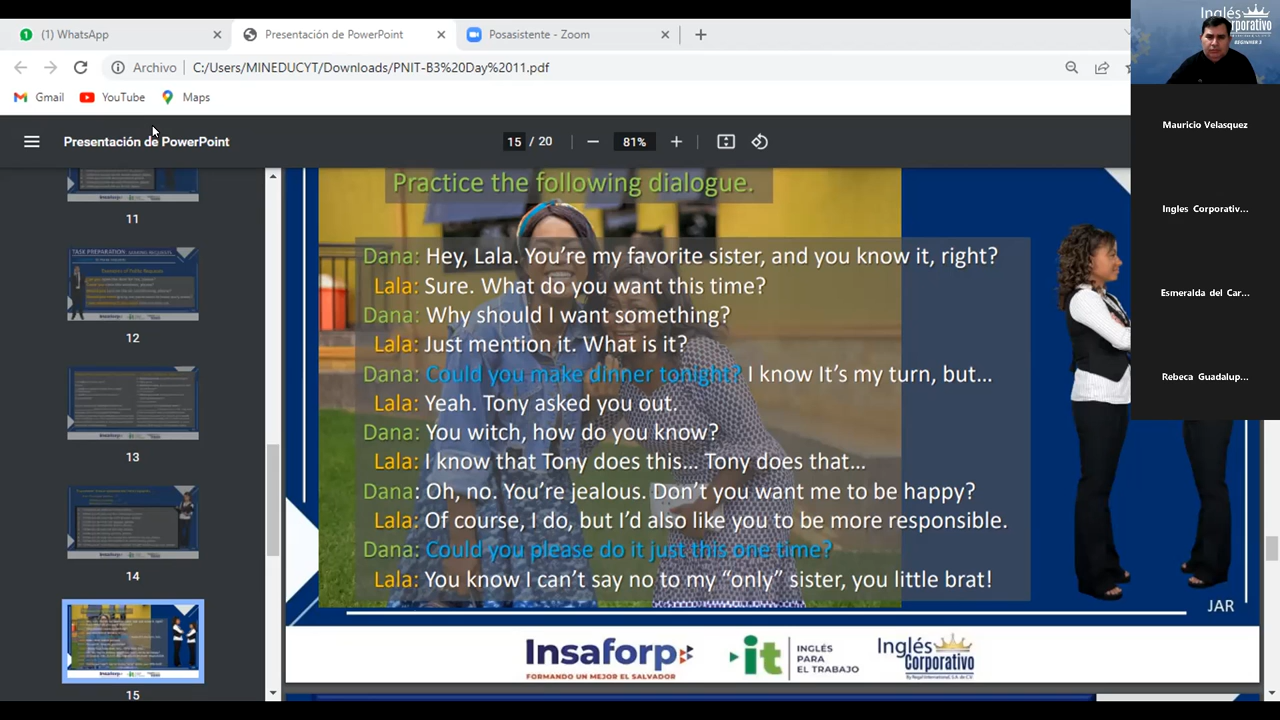 (1) WhatsApp
Presentación de PowerPoint
Posasistente - Zoom
Archivo
C:/Users/MINEDUCYT/Downloads/PNIT-B3%20Day%2011.pdf
Gmail
YouTube
Maps
Presentación de PowerPoint
15 / 20
81%
11
12
13
14
15
TASK PREPARATION
Practice the following dialogue.
Dana: Hey, Lala. You're my favorite sister, and you know it, right?
Lala: Sure. What do you want this time?
Dana: Why should I want something?
Lala: Just mention it. What is it?
Dana: Could you make dinner tonight? I know It's my turn, but...
Lala: Yeah. Tony asked you out.
Dana: You witch, how do you know?
Lala: I know that Tony does this... Tony does that...
Dana: Oh, no. You're jealous. Don't you want me to be happy?
Lala: Of course, I do, but I'd also like you to be more responsible.
Dana: Could you please do it just this one time?
Lala: You know I can't say no to my "only" sister, you little brat!
JAR
Insaforp
FORMANDO UN MEJOR EL SALVADOR
it
INGLÉS
PARA
EL TRABAJO
Inglés
Corporativo
Inglés
Corporativo
Mauricio Velasquez
Ingles Corporativ...
Esmeralda del Car...
Rebeca Guadalup...